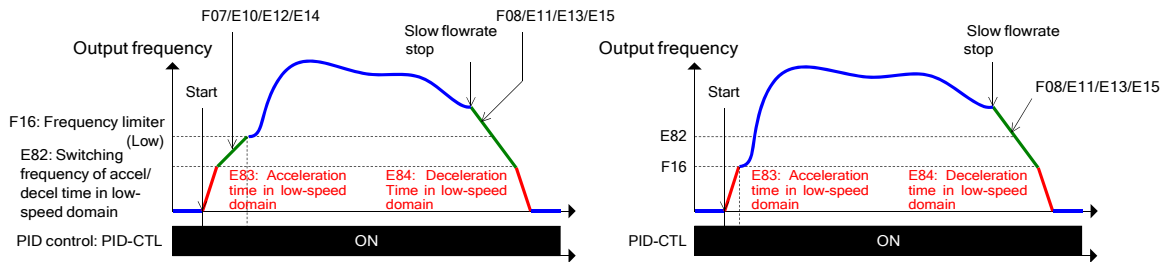 F07/E10/E12/E14
F08/E11/E13/E15
Slow flowrate
stop
Output frequency
Start
F16: Frequency limiter
(Low)
E82: Switching
frequency of accel/
decel time in low-
speed domain
E83: Acceleration
time in low-speed
domain
E84: Deceleration
Time in low-speed
domain
PID control: PID-CTL
ON
Slow flowrate
stop
Output frequency
Start
F08/E11/E13/E15
E82
F16
E83: Acceleration
time in low-speed
domain
E84: Deceleration
time in low-speed
domain
PID-CTL
ON